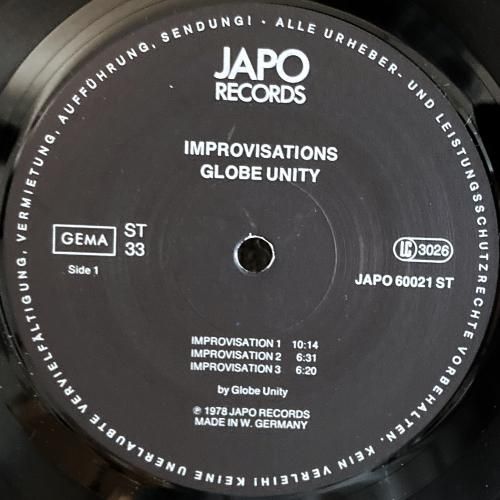 ALLE URHEBER- UND LEISTUNGSSCHUTZRECHTE VORBEHALTEN. KEIN VERLEIH! KEINE UNERLAUBTE VERVIELFÄLTIGUNG, VERMIETUNG, AUFFÜHRUNG, SENDUNG! ·
JAPO
RECORDS
IMPROVISATIONS
GLOBE UNITY
GEMA
ST
33
LC 3026
Side 1
JAPO 60021 ST
IMPROVISATION 1 10:14
IMPROVISATION 2 6:31
IMPROVISATION 3 6:20
by Globe Unity
℗ 1978 JAPO RECORDS
MADE IN W. GERMANY